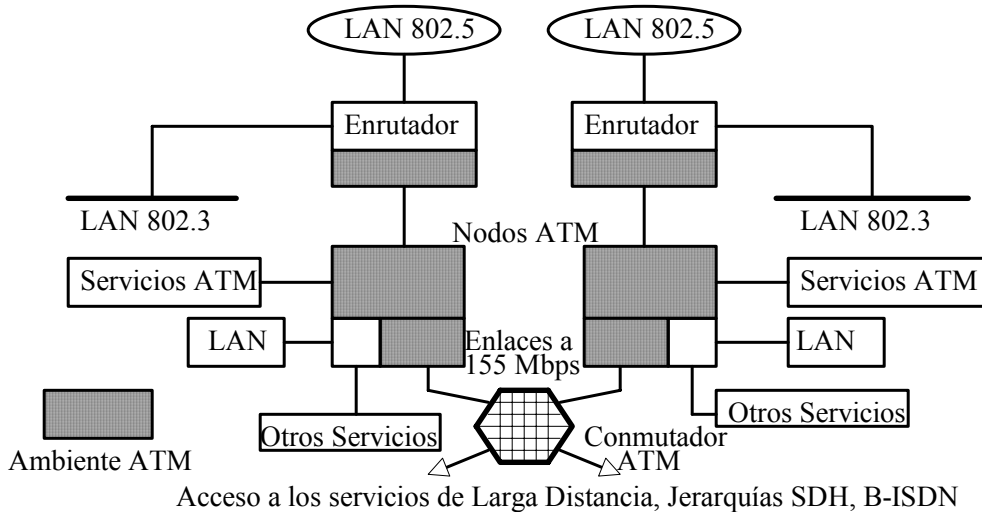 LAN 802.5
LAN 802.5
Enrutador
Enrutador
LAN 802.3
LAN 802.3
Nodos ATM
Servicios ATM
Servicios ATM
LAN
Enlaces a
155 Mbps
LAN
Otros Servicios
Otros Servicios
Conmutador
ATM
Ambiente ATM
Acceso a los servicios de Larga Distancia, Jerarquías SDH, B-ISDN